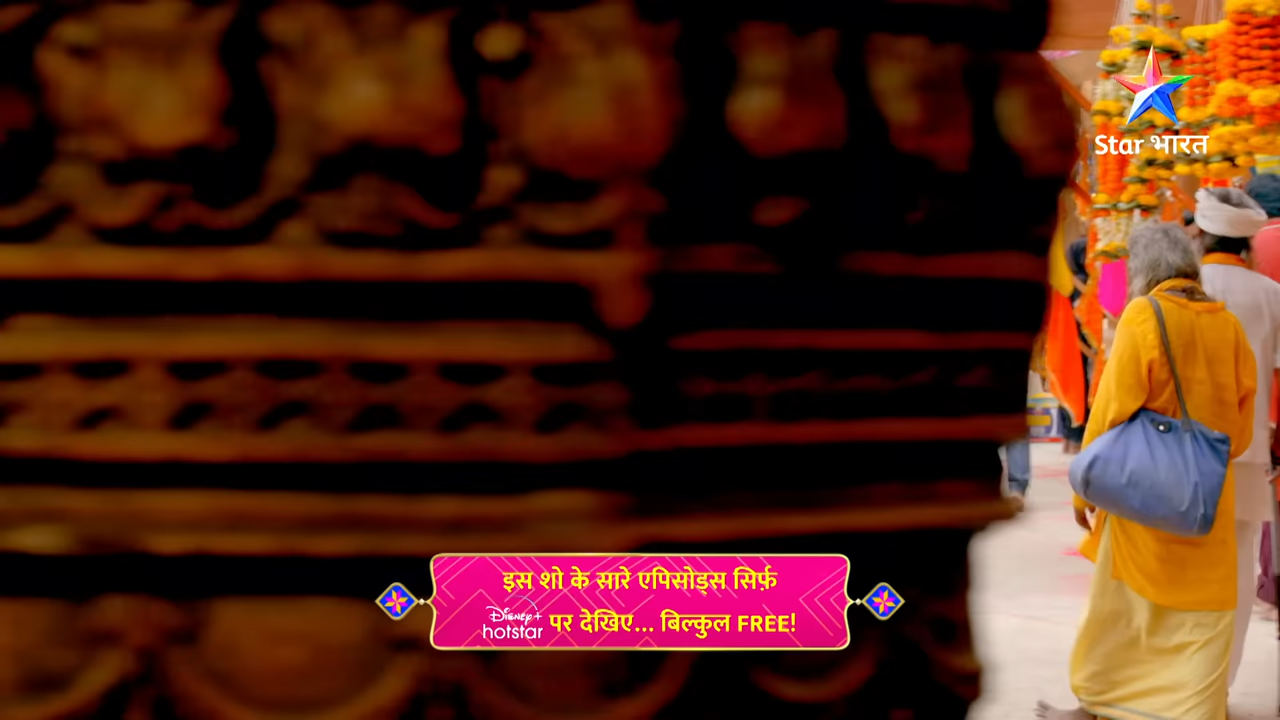 Star भारत
इस शो के सारे एपिसोड्स सिर्फ़
Disney+ hotstar पर देखिए... बिल्कुल FREE!